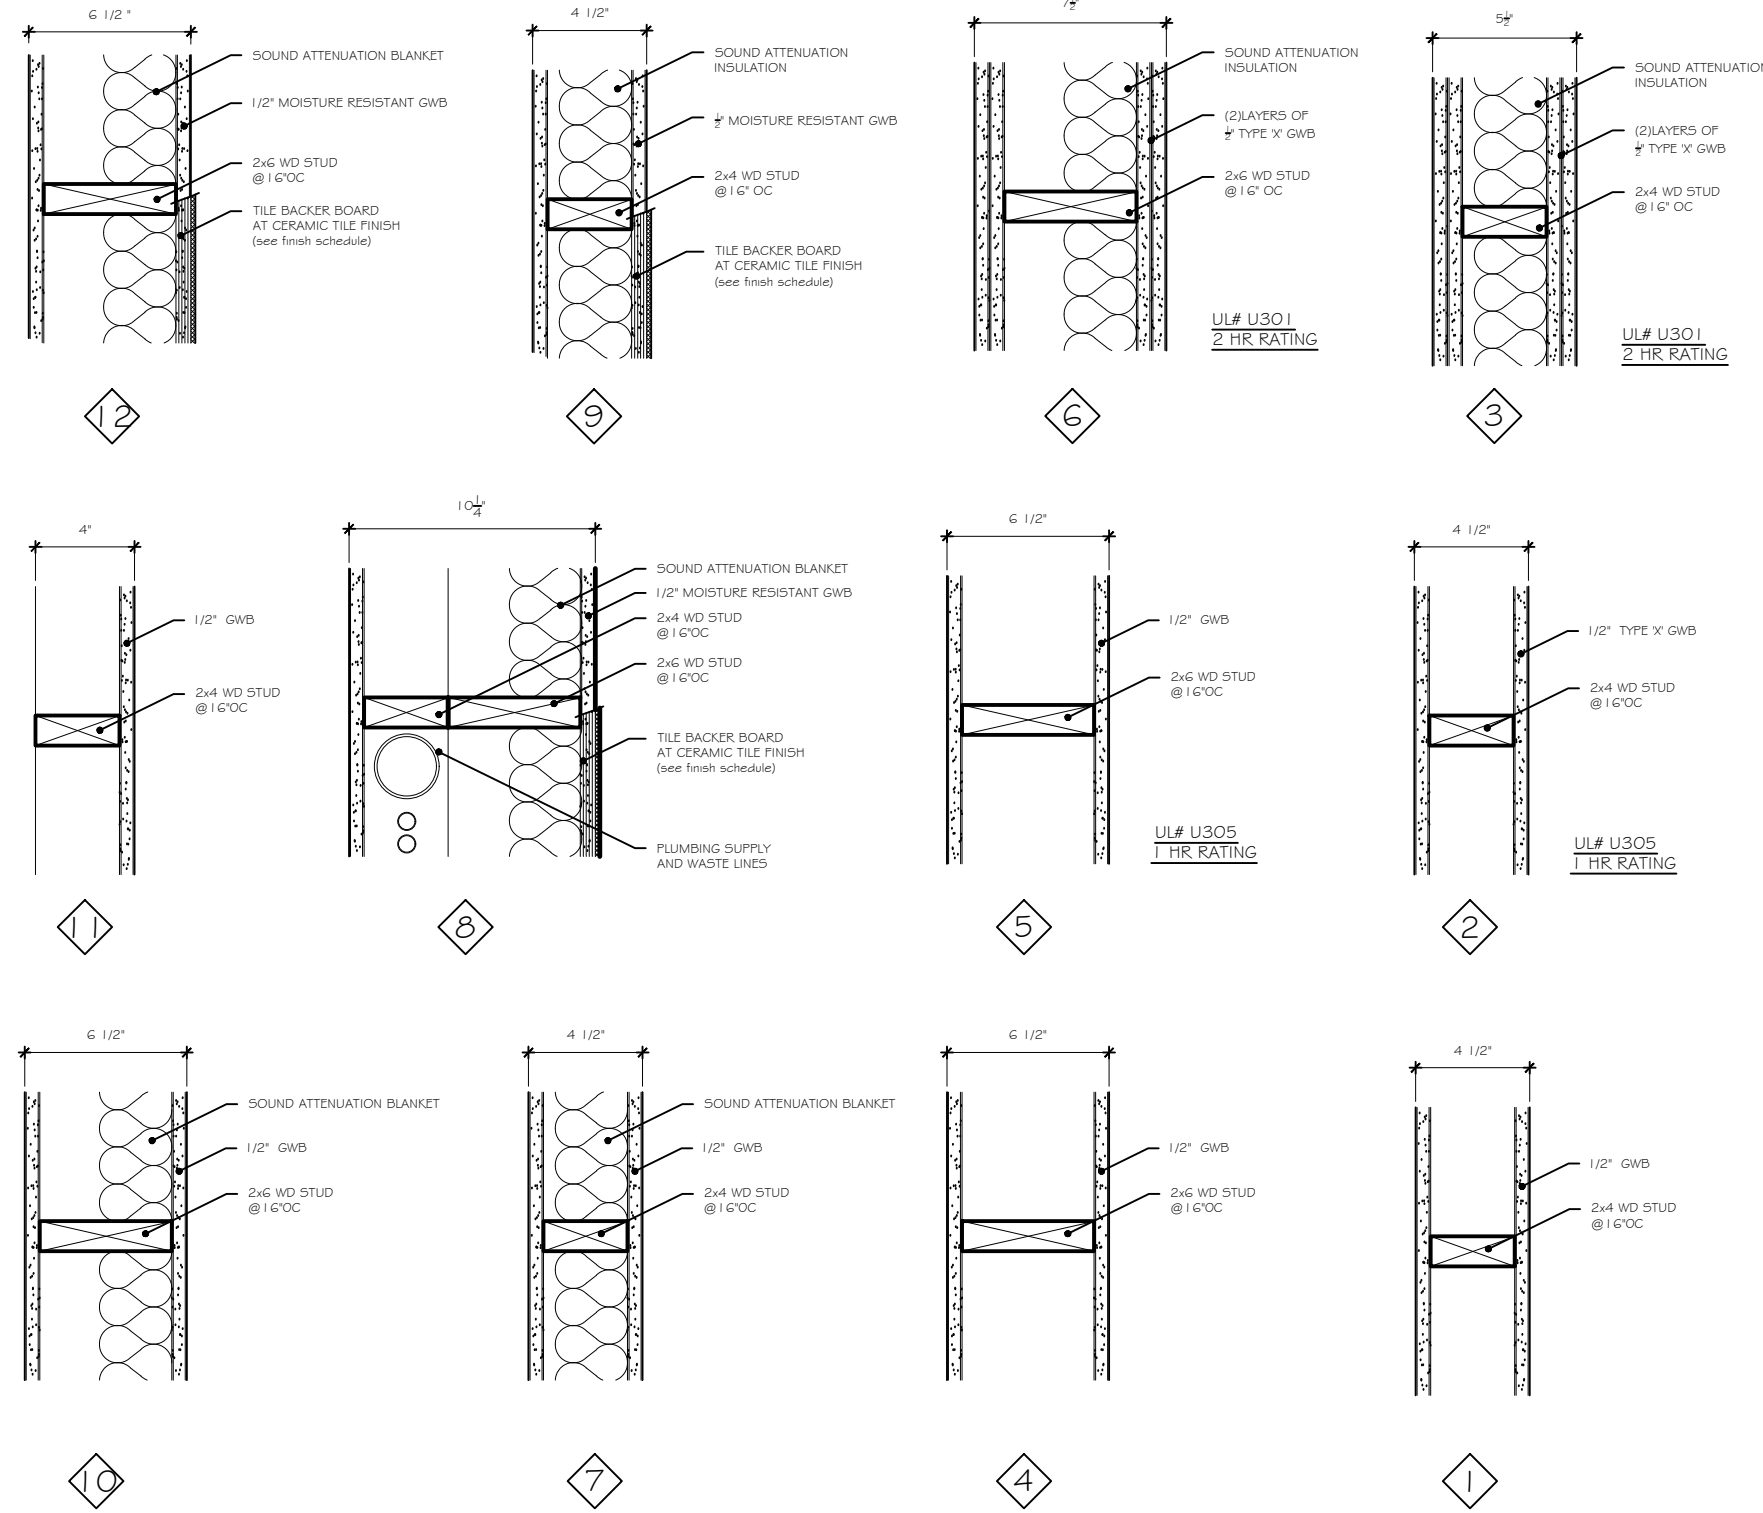 6 1/2 "
SOUND ATTENUATION BLANKET
1/2" MOISTURE RESISTANT GWB
2x6 WD STUD
@16"OC
TILE BACKER BOARD
AT CERAMIC TILE FINISH
(see finish schedule)
12
4 1/2"
SOUND ATTENUATION
INSULATION
1/2" MOISTURE RESISTANT GWB
2x4 WD STUD
@16" OC
TILE BACKER BOARD
AT CERAMIC TILE FINISH
(see finish schedule)
9
7 1/2"
SOUND ATTENUATION
INSULATION
(2)LAYERS OF
1/2" TYPE 'X' GWB
2x6 WD STUD
@16" OC
UL# U301
2 HR RATING
6
5 1/2"
SOUND ATTENUATION
INSULATION
(2)LAYERS OF
1/2" TYPE 'X' GWB
2x4 WD STUD
@16" OC
UL# U301
2 HR RATING
3
4"
1/2" GWB
2x4 WD STUD
@16"OC
11
10 1/4"
SOUND ATTENUATION BLANKET
1/2" MOISTURE RESISTANT GWB
2x4 WD STUD
@16"OC
2x6 WD STUD
@16"OC
TILE BACKER BOARD
AT CERAMIC TILE FINISH
(see finish schedule)
PLUMBING SUPPLY
AND WASTE LINES
8
6 1/2"
1/2" GWB
2x6 WD STUD
@16"OC
UL# U305
1 HR RATING
5
4 1/2"
1/2" TYPE 'X' GWB
2x4 WD STUD
@16"OC
UL# U305
1 HR RATING
2
6 1/2"
SOUND ATTENUATION BLANKET
1/2" GWB
2x6 WD STUD
@16"OC
10
4 1/2"
SOUND ATTENUATION BLANKET
1/2" GWB
2x4 WD STUD
@16"OC
7
6 1/2"
1/2" GWB
2x6 WD STUD
@16"OC
4
4 1/2"
1/2" GWB
2x4 WD STUD
@16"OC
1